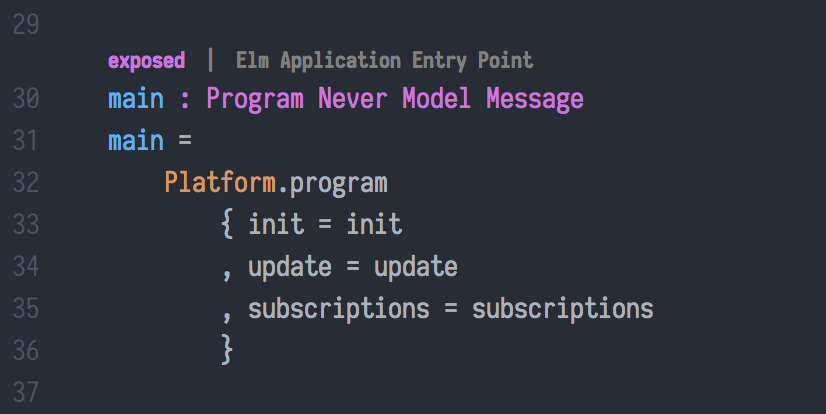 29
exposed | Elm Application Entry Point
30 main : Program Never Model Message
31 main =
32 Platform.program
33 { init = init
34 , update = update
35 , subscriptions = subscriptions
36 }
37